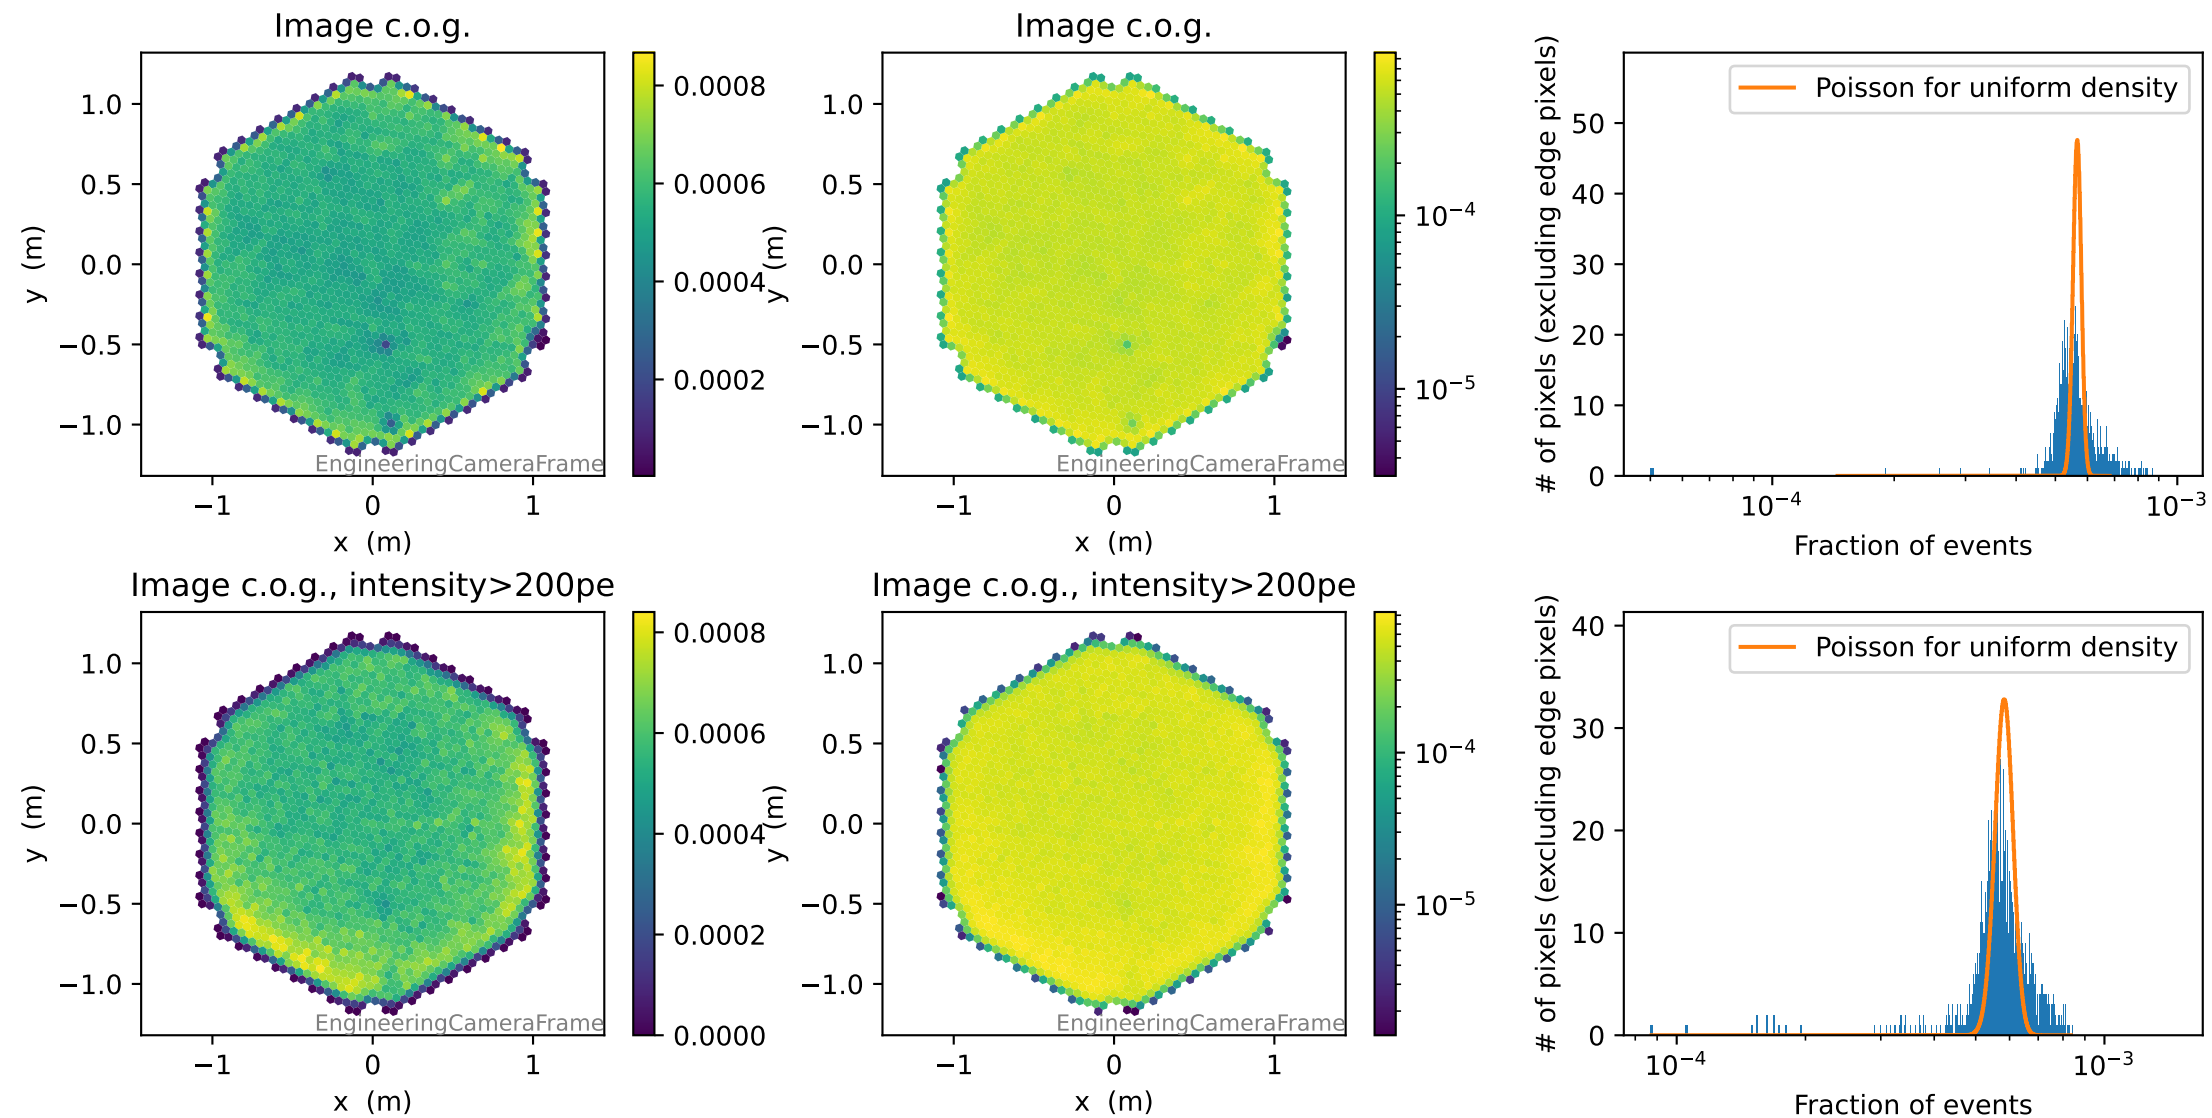 Image c.o.g.
1.0
0.5
0.0
−0.5
−1.0
y (m)
−1
0
1
x (m)
EngineeringCameraFrame
0.0008
0.0006
0.0004
0.0002
Image c.o.g.
1.0
0.5
0.0
−0.5
−1.0
y (m)
−1
0
1
x (m)
EngineeringCameraFrame
10−4
10−5
# of pixels (excluding edge pixels)
50
40
30
20
10
0
Poisson for uniform density
10−4
10−3
Fraction of events
Image c.o.g., intensity>200pe
1.0
0.5
0.0
−0.5
−1.0
y (m)
−1
0
1
x (m)
EngineeringCameraFrame
0.0008
0.0006
0.0004
0.0002
0.0000
Image c.o.g., intensity>200pe
1.0
0.5
0.0
−0.5
−1.0
y (m)
−1
0
1
x (m)
EngineeringCameraFrame
10−4
10−5
# of pixels (excluding edge pixels)
40
30
20
10
0
Poisson for uniform density
10−4
10−3
Fraction of events